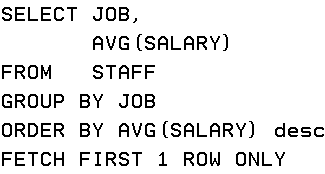 SELECT JOB,
       AVG(SALARY)
FROM   STAFF
GROUP BY JOB
ORDER BY AVG(SALARY) desc
FETCH FIRST 1 ROW ONLY